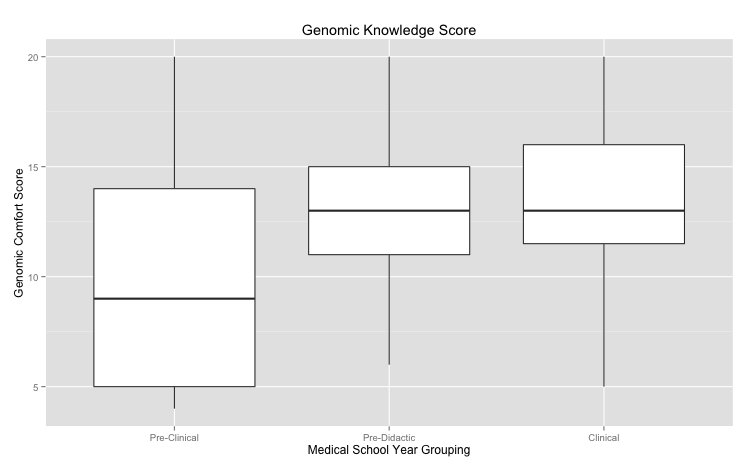 Genomic Knowledge Score
Genomic Comfort Score
20
15
10
5
Pre-Clinical
Pre-Didactic
Clinical
Medical School Year Grouping